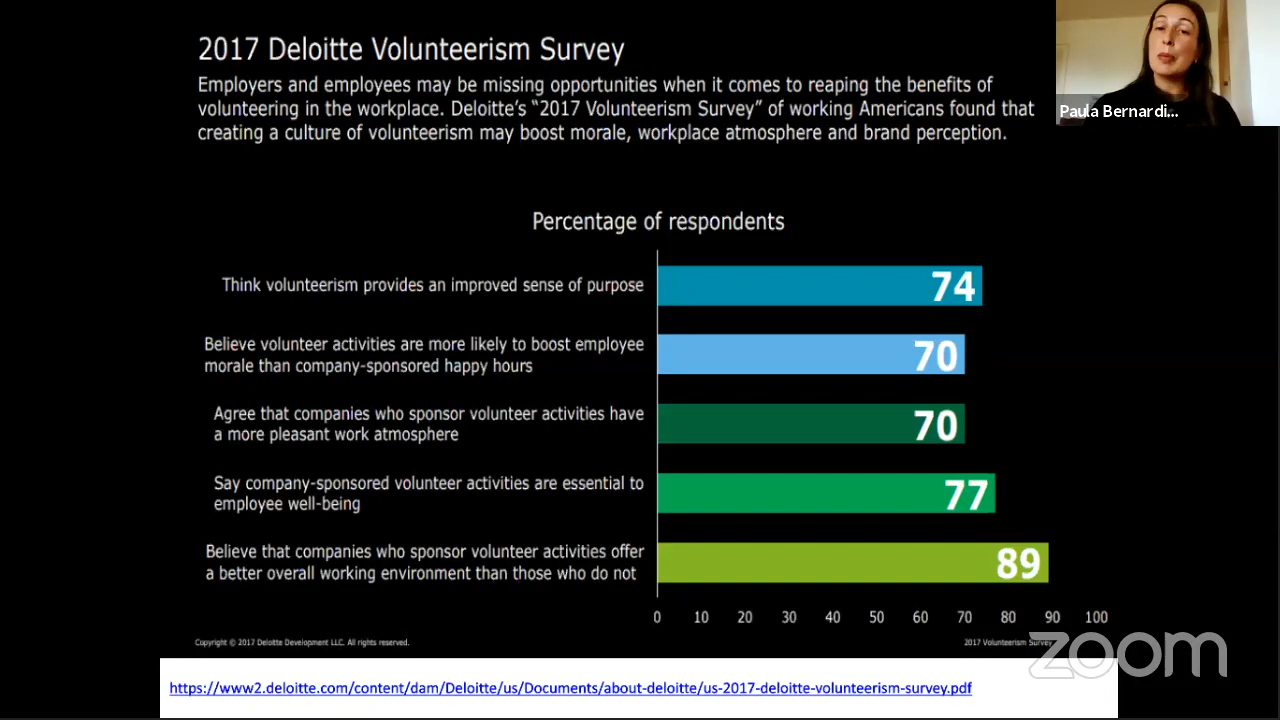 2017 Deloitte Volunteerism Survey
Employers and employees may be missing opportunities when it comes to reaping the benefits of
volunteering in the workplace. Deloitte's “2017 Volunteerism Survey” of working Americans found that
creating a culture of volunteerism may boost morale, workplace atmosphere and brand perception.
Paula Bernardi...
Percentage of respondents
Think volunteerism provides an improved sense of purpose
74
Believe volunteer activities are more likely to boost employee
morale than company-sponsored happy hours
70
Agree that companies who sponsor volunteer activities have
a more pleasant work atmosphere
70
Say company-sponsored volunteer activities are essential to
employee well-being
77
Believe that companies who sponsor volunteer activities offer
a better overall working environment than those who do not
89
0 10 20 30 40 50 60 70 80 90 100
Copyright © 2017 Deloitte Development LLC. All rights reserved.
2017 Volunteerism Survey
zoom
https://www2.deloitte.com/content/dam/Deloitte/us/Documents/about-deloitte/us-2017-deloitte-volunteerism-survey.pdf